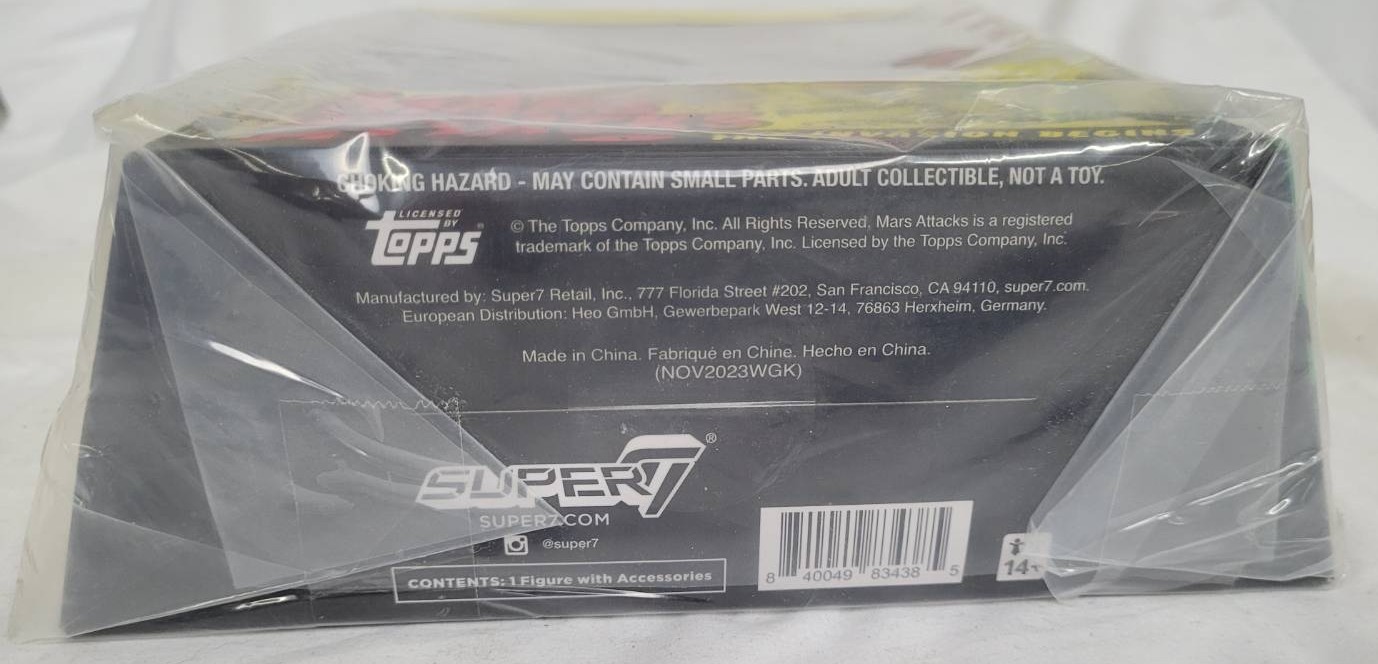 THE INVASION BEGINS
CHOKING HAZARD - MAY CONTAIN SMALL PARTS. ADULT COLLECTIBLE, NOT A TOY.
LICENSED
BY
TOPPS®
© The Topps Company, Inc. All Rights Reserved. Mars Attacks is a registered
trademark of the Topps Company, Inc. Licensed by the Topps Company, Inc.
Manufactured by: Super7 Retail, Inc., 777 Florida Street #202, San Francisco, CA 94110, super7.com.
European Distribution: Heo GmbH, Gewerbepark West 12-14, 76863 Herxheim, Germany.
Made in China. Fabriqué en Chine. Hecho en China.
(NOV2023WGK)
SUPER7®
SUPER7.COM
@super7
CONTENTS: 1 Figure with Accessories
8 40049 83438 5
14+